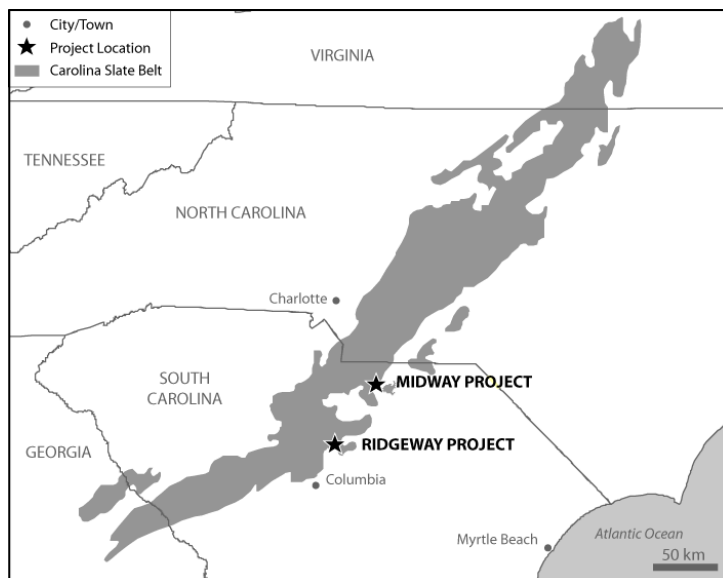 City/Town
Project Location
Carolina Slate Belt
VIRGINIA
TENNESSEE
NORTH CAROLINA
Charlotte
SOUTH
CAROLINA
MIDWAY PROJECT
GEORGIA
RIDGEWAY PROJECT
Columbia
Myrtle Beach
Atlantic Ocean
50 km